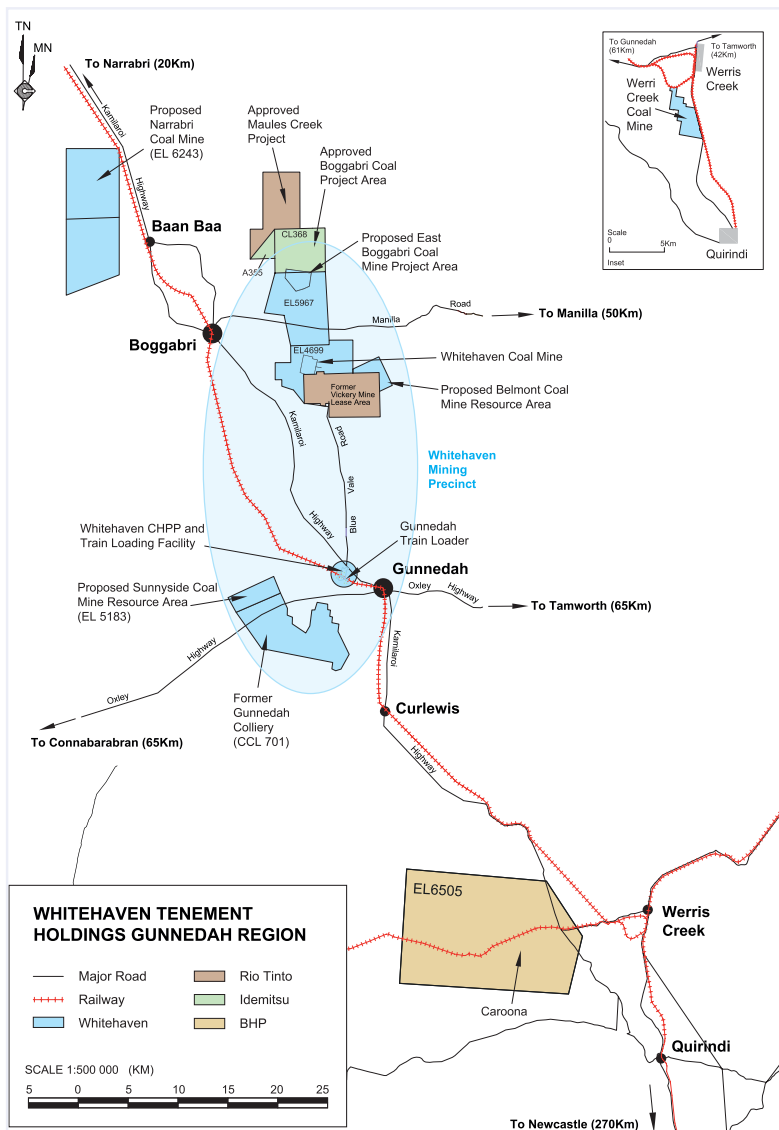 TN
MN
To Narrabri (20Km)
Kamilaroi
Highway
Proposed
Narrabri
Coal Mine
(EL 6243)
Approved
Maules Creek
Project
Approved
Boggabri Coal
Project Area
CL368
A355
Proposed East
Boggabri Coal
Mine Project Area
EL5967
Baan Baa
Boggabri
Manilla
Road
To Manilla (50Km)
EL4699
Whitehaven Coal Mine
Former
Vickery Mine
Lease Area
Proposed Belmont Coal
Mine Resource Area
Kamilaroi
Highway
Road
Vale
Blue
Whitehaven
Mining
Precinct
Whitehaven CHPP and
Train Loading Facility
Gunnedah
Train Loader
Gunnedah
Oxley
Highway
To Tamworth (65Km)
Proposed Sunnyside Coal
Mine Resource Area
(EL 5183)
Highway
Oxley
To Connabarabran (65Km)
Former
Gunnedah
Colliery
(CCL 701)
Kamilaroi
Curlewis
Highway
EL6505
Caroona
Werris
Creek
Quirindi
To Newcastle (270Km)
To Gunnedah
(61Km)
To Tamworth
(42Km)
Werris
Creek
Werri
Creek
Coal
Mine
Scale
0
5Km
Inset
Quirindi
WHITEHAVEN TENEMENT
HOLDINGS GUNNEDAH REGION
Major Road
Railway
Whitehaven
Rio Tinto
Idemitsu
BHP
SCALE 1:500 000 (KM)
5 0 5 10 15 20 25